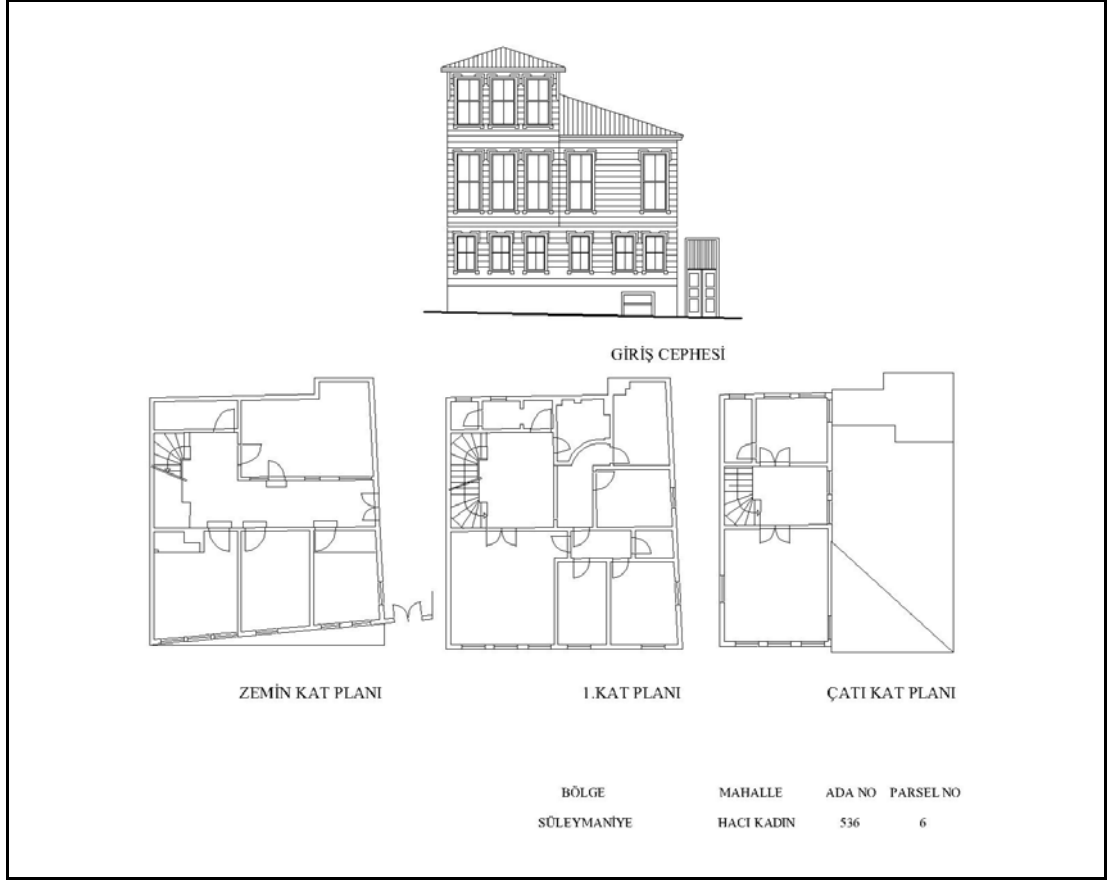 GİRİŞ CEPHESİ
ZEMİN KAT PLANI 1.KAT PLANI ÇATI KAT PLANI
BÖLGE MAHALLE ADA NO PARSEL NO
SÜLEYMANİYE HACI KADIN 536 6